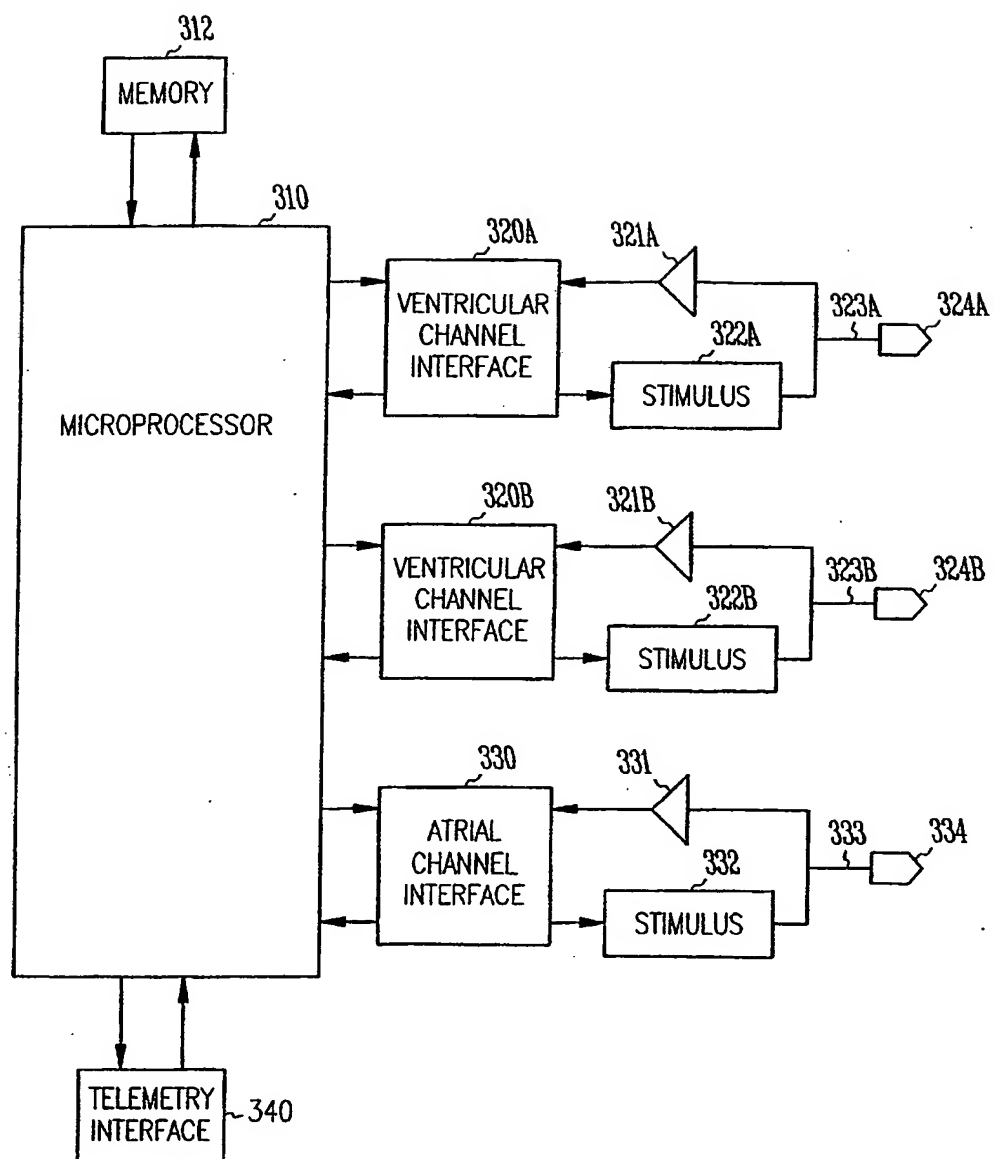 312
MEMORY
310
MICROPROCESSOR
320A
VENTRICULAR
CHANNEL
INTERFACE
321A
322A
STIMULUS
323A
324A
320B
VENTRICULAR
CHANNEL
INTERFACE
321B
322B
STIMULUS
323B
324B
330
ATRIAL
CHANNEL
INTERFACE
331
332
STIMULUS
333
334
TELEMETRY
INTERFACE
340